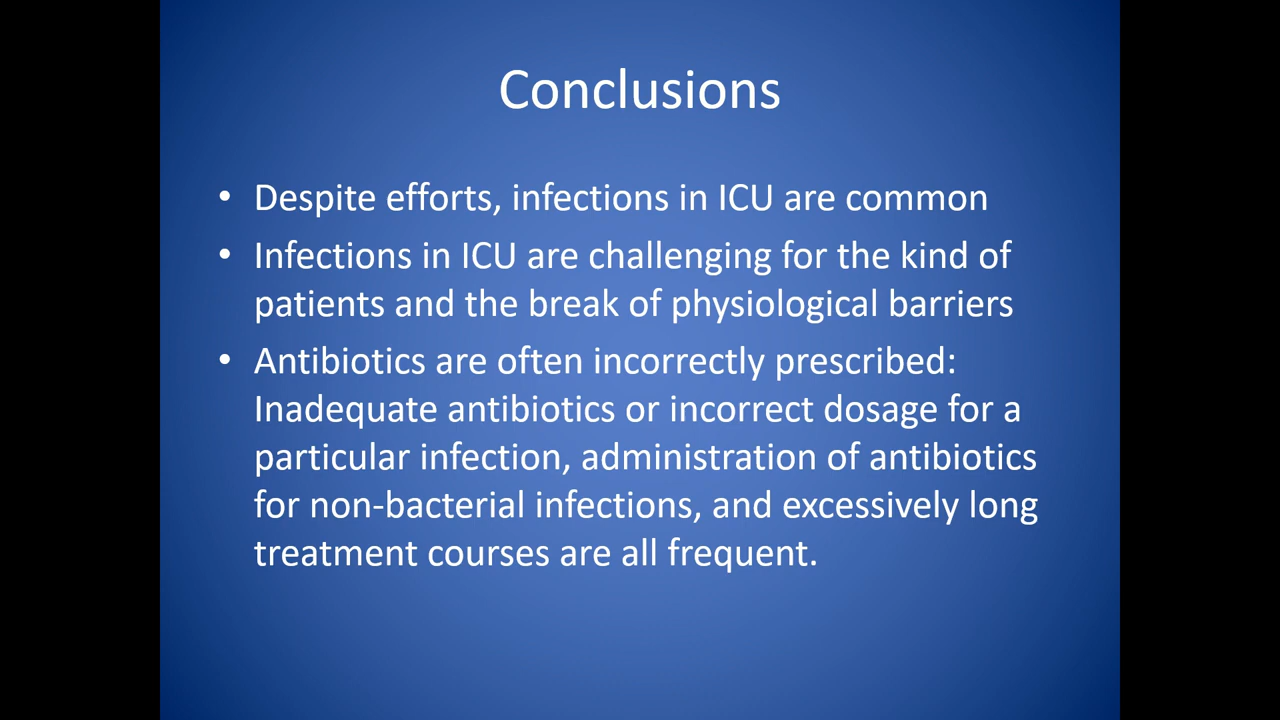 Conclusions
• Despite efforts, infections in ICU are common
• Infections in ICU are challenging for the kind of
patients and the break of physiological barriers
• Antibiotics are often incorrectly prescribed:
Inadequate antibiotics or incorrect dosage for a
particular infection, administration of antibiotics
for non-bacterial infections, and excessively long
treatment courses are all frequent.